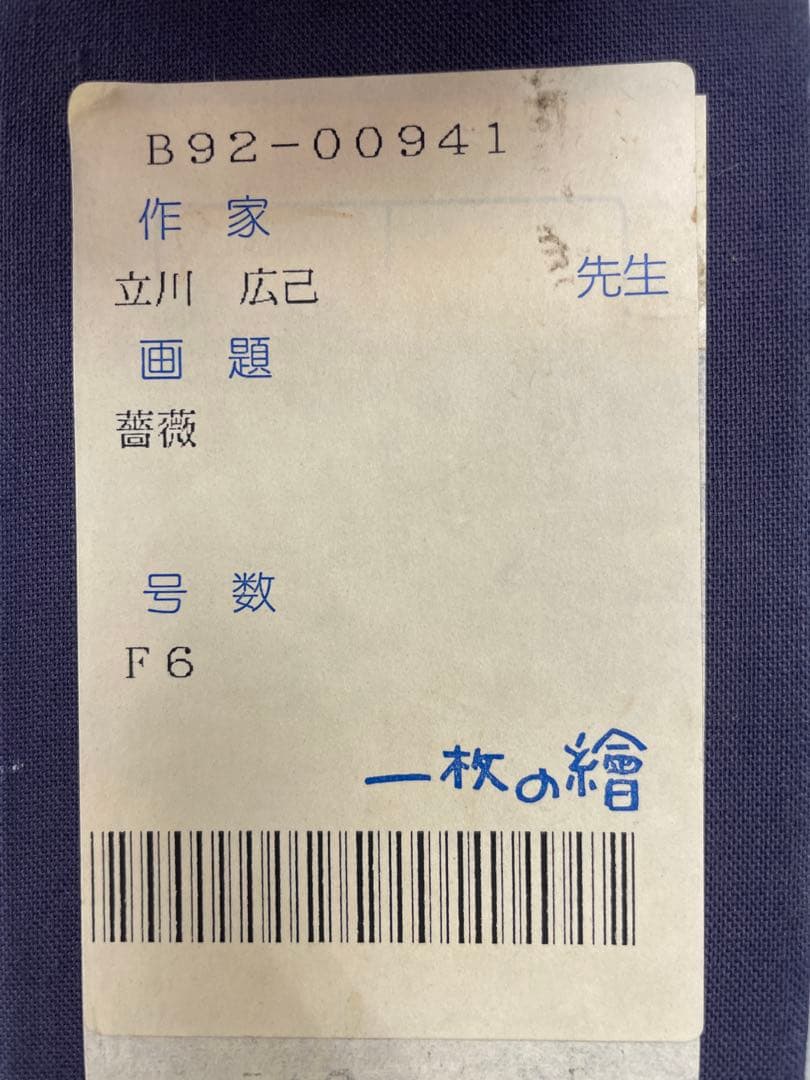 B92-00941
作家
立川 広己 先生
画題
薔薇
号数
F6
一枚の繪